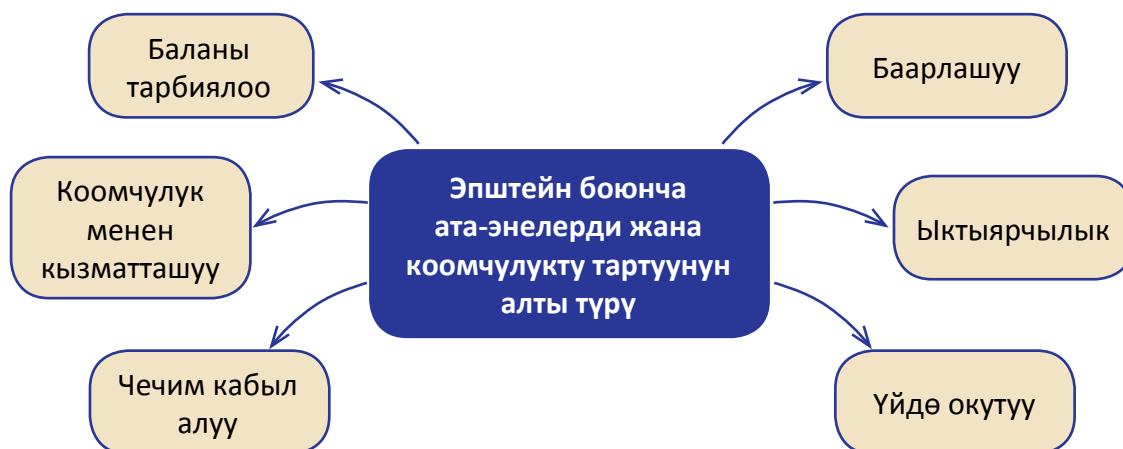 Баланы
тарбиялоо
Баарлашуу
Эпштейн боюнча
ата-энелерди жана
коомчулукту тартуунун
алты түрү
Коомчулук
менен
кызматташуу
Ыктыярчылык
Чечим кабыл
алуу
Үйдө окутуу